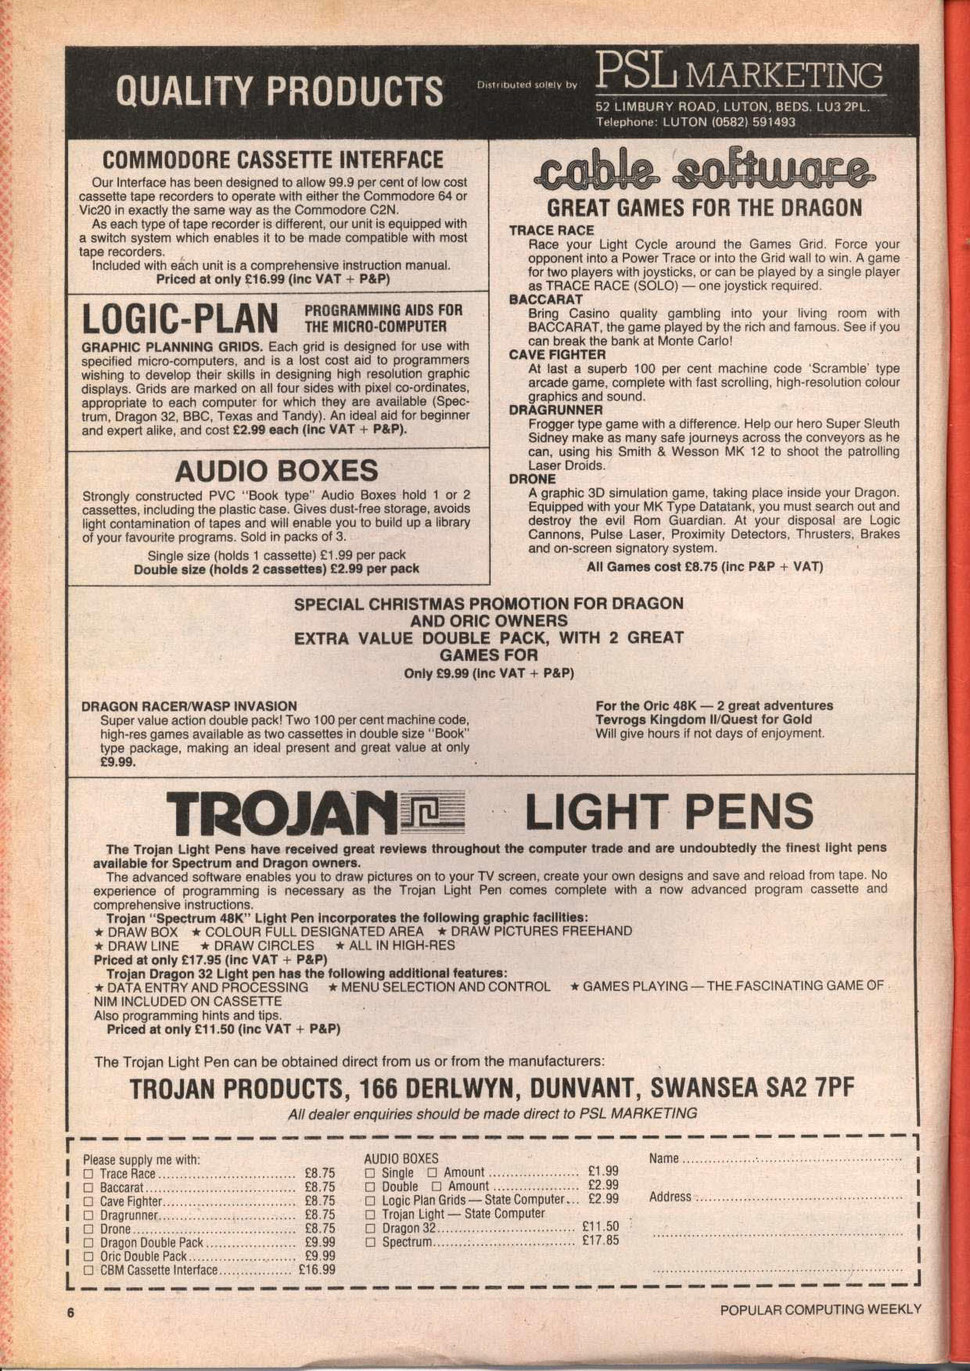 QUALITY PRODUCTS
Distributed solely by
PSL MARKETING
52 LIMBURY ROAD, LUTON, BEDS. LU3 2PL.
Telephone: LUTON (0582) 591493
COMMODORE CASSETTE INTERFACE
Our Interface has been designed to allow 99.9 per cent of low cost
cassette tape recorders to operate with either the Commodore 64 or
Vic20 in exactly the same way as the Commodore C2N.
As each type of tape recorder is different, our unit is equipped with
a switch system which enables it to be made compatible with most
tape recorders.
Included with each unit is a comprehensive instruction manual.
Priced at only £16.99 (inc VAT + P&P)
LOGIC-PLAN
PROGRAMMING AIDS FOR
THE MICRO-COMPUTER
GRAPHIC PLANNING GRIDS. Each grid is designed for use with
specified micro-computers, and is a lost cost aid to programmers
wishing to develop their skills in designing high resolution graphic
displays. Grids are marked on all four sides with pixel co-ordinates,
appropriate to each computer for which they are available (Spec-
trum, Dragon 32, BBC, Texas and Tandy). An ideal aid for beginner
and expert alike, and cost £2.99 each (inc VAT + P&P).
AUDIO BOXES
Strongly constructed PVC "Book type" Audio Boxes hold 1 or 2
cassettes, including the plastic case. Gives dust-free storage, avoids
light contamination of tapes and will enable you to build up a library
of your favourite programs. Sold in packs of 3.
Single size (holds 1 cassette) £1.99 per pack
Double size (holds 2 cassettes) £2.99 per pack
cable software
GREAT GAMES FOR THE DRAGON
TRACE RACE
Race your Light Cycle around the Games Grid. Force your
opponent into a Power Trace or into the Grid wall to win. A game
for two players with joysticks, or can be played by a single player
as TRACE RACE (SOLO) — one joystick required.
BACCARAT
Bring Casino quality gambling into your living room with
BACCARAT, the game played by the rich and famous. See if you
can break the bank at Monte Carlo!
CAVE FIGHTER
At last a superb 100 per cent machine code 'Scramble' type
arcade game, complete with fast scrolling, high-resolution colour
graphics and sound.
DRAGRUNNER
Frogger type game with a difference. Help our hero Super Sleuth
Sidney make as many safe journeys across the conveyors as he
can, using his Smith & Wesson MK 12 to shoot the patrolling
Laser Droids.
DRONE
A graphic 3D simulation game, taking place inside your Dragon.
Equipped with your MK Type Datatank, you must search out and
destroy the evil Rom Guardian. At your disposal are Logic
Cannons, Pulse Laser, Proximity Detectors, Thrusters, Brakes
and on-screen signatory system.
All Games cost £8.75 (inc P&P + VAT)
SPECIAL CHRISTMAS PROMOTION FOR DRAGON
AND ORIC OWNERS
EXTRA VALUE DOUBLE PACK, WITH 2 GREAT
GAMES FOR
Only £9.99 (inc VAT + P&P)
DRAGON RACER/WASP INVASION
Super value action double pack! Two 100 per cent machine code,
high-res games available as two cassettes in double size "Book"
type package, making an ideal present and great value at only
£9.99.
For the Oric 48K — 2 great adventures
Tevrogs Kingdom II/Quest for Gold
Will give hours if not days of enjoyment.
TROJAN LIGHT PENS
The Trojan Light Pens have received great reviews throughout the computer trade and are undoubtedly the finest light pens
available for Spectrum and Dragon owners.
The advanced software enables you to draw pictures on to your TV screen, create your own designs and save and reload from tape. No
experience of programming is necessary as the Trojan Light Pen comes complete with a now advanced program cassette and
comprehensive instructions.
Trojan "Spectrum 48K" Light Pen incorporates the following graphic facilities:
★ DRAW BOX ★ COLOUR FULL DESIGNATED AREA ★ DRAW PICTURES FREEHAND
★ DRAW LINE ★ DRAW CIRCLES ★ ALL IN HIGH-RES
Priced at only £17.95 (inc VAT + P&P)
Trojan Dragon 32 Light pen has the following additional features:
★ DATA ENTRY AND PROCESSING ★ MENU SELECTION AND CONTROL ★ GAMES PLAYING — THE FASCINATING GAME OF
NIM INCLUDED ON CASSETTE
Also programming hints and tips.
Priced at only £11.50 (inc VAT + P&P)
The Trojan Light Pen can be obtained direct from us or from the manufacturers:
TROJAN PRODUCTS, 166 DERLWYN, DUNVANT, SWANSEA SA2 7PF
All dealer enquiries should be made direct to PSL MARKETING
Please supply me with:
□ Trace Race .......... £8.75
□ Baccarat .......... £8.75
□ Cave Fighter .......... £8.75
□ Dragrunner .......... £8.75
□ Drone .......... £8.75
□ Dragon Double Pack .......... £9.99
□ Oric Double Pack .......... £9.99
□ CBM Cassette Interface .......... £16.99
AUDIO BOXES
□ Single □ Amount .......... £1.99
□ Double □ Amount .......... £2.99
□ Logic Plan Grids — State Computer ... £2.99
□ Trojan Light — State Computer
□ Dragon 32 .......... £11.50
□ Spectrum .......... £17.85
Name ..........
Address ..........
6
POPULAR COMPUTING WEEKLY